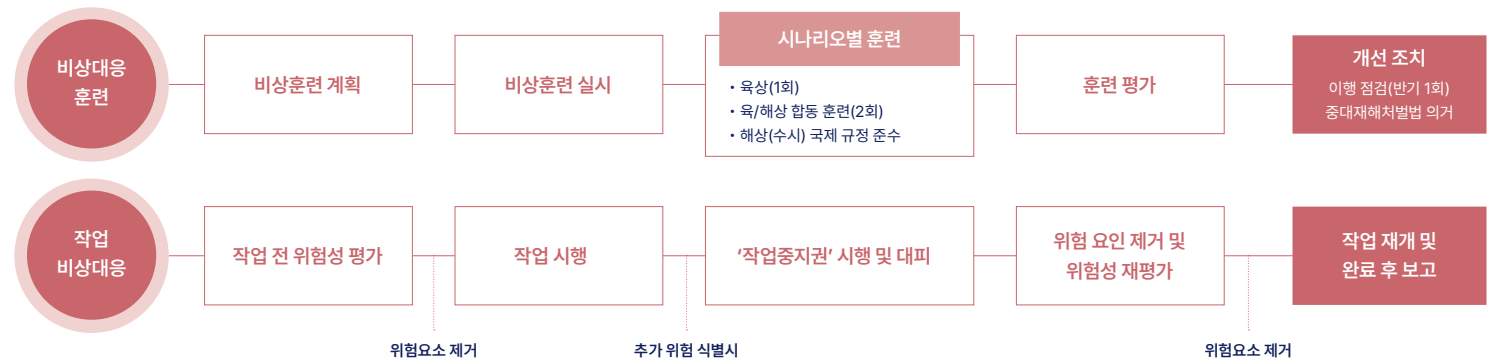 비상대응
훈련
비상훈련 계획
비상훈련 실시
시나리오별 훈련
• 육상(1회)
• 육/해상 합동 훈련(2회)
• 해상(수시) 국제 규정 준수
훈련 평가
개선 조치
이행 점검(반기 1회)
중대재해처벌법 의거
작업
비상대응
작업 전 위험성 평가
작업 시행
‘작업중지권’ 시행 및 대피
위험 요인 제거 및
위험성 재평가
작업 재개 및
완료 후 보고
위험요소 제거
추가 위험 식별시
위험요소 제거